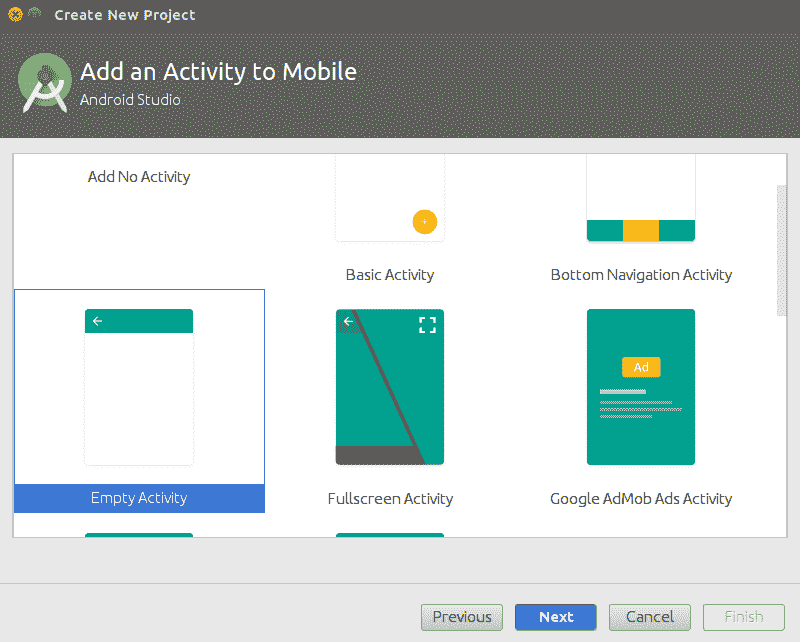 Create New Project
Add an Activity to Mobile
Android Studio
Add No Activity
Basic Activity
Bottom Navigation Activity
Ad
Empty Activity
Fullscreen Activity
Google AdMob Ads Activity
Previous
Next
Cancel
Finish